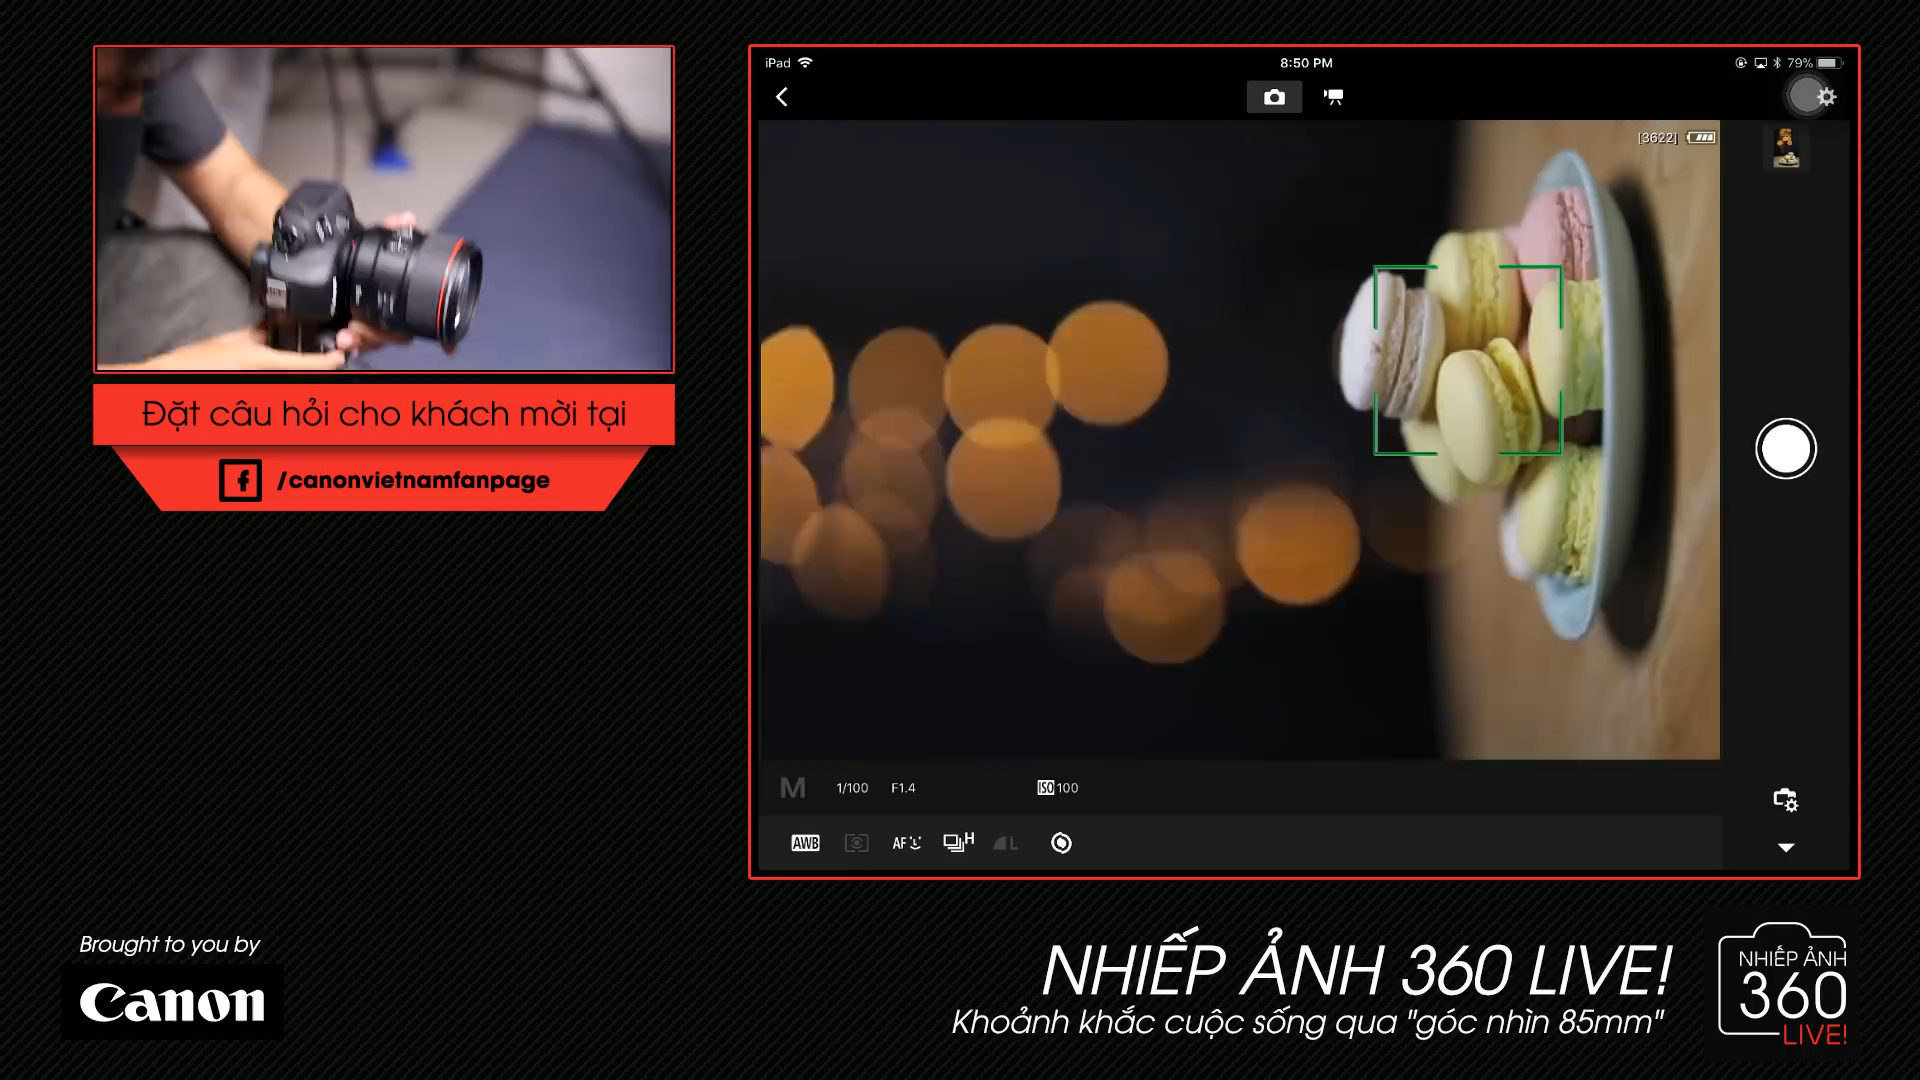 iPad
8:50 PM
79%
[3622]
Đặt câu hỏi cho khách mời tại
/canonvietnamfanpage
M
1/100
F1.4
ISO 100
AWB
AF
H
L
Brought to you by
Canon
NHIẾP ẢNH 360 LIVE!
Khoảnh khắc cuộc sống qua "góc nhìn 85mm"
NHIẾP ẢNH
360
LIVE!